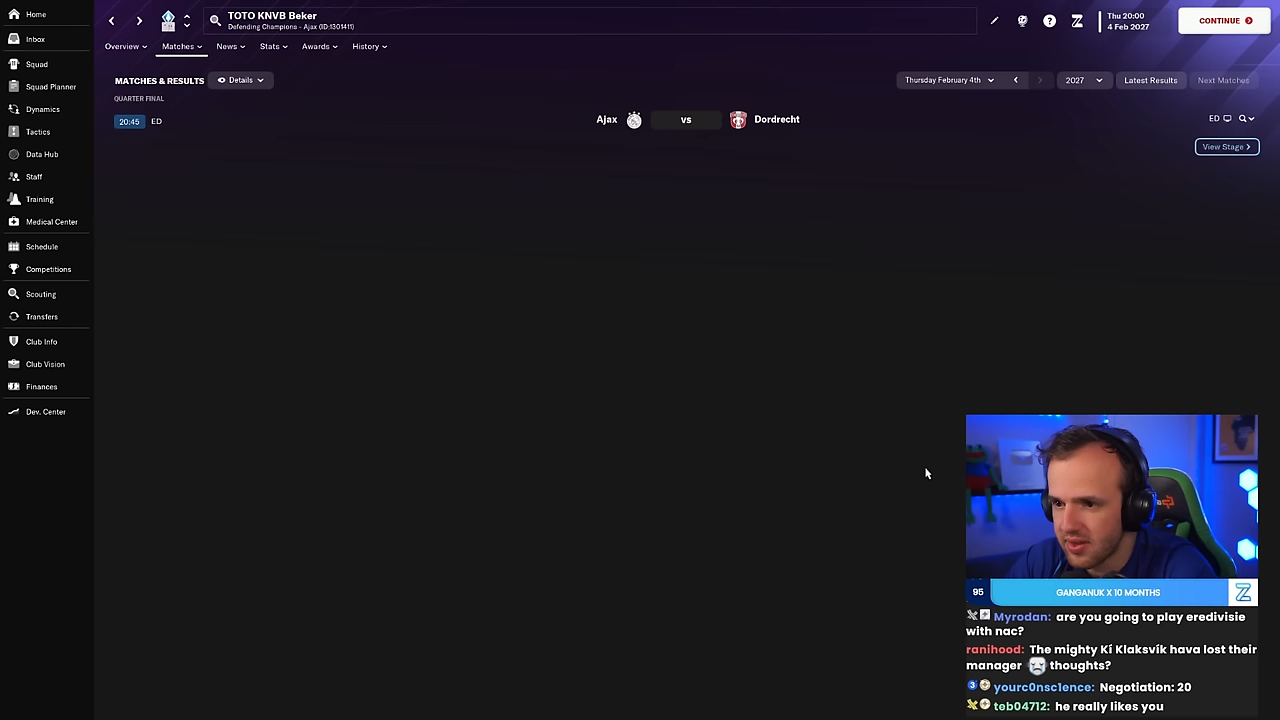 Home
TOTO KNVB Beker
Defending Champions - Ajax (ID:1301411)
Thu 20:00
4 Feb 2027
CONTINUE
Inbox
Overview
Matches
News
Stats
Awards
History
Squad
Squad Planner
Dynamics
Tactics
Data Hub
Staff
Training
Medical Center
Schedule
Competitions
Scouting
Transfers
Club Info
Club Vision
Finances
Dev. Center
MATCHES & RESULTS
Details
Thursday February 4th
2027
Latest Results
Next Matches
QUARTER FINAL
20:45 ED
Ajax vs Dordrecht
ED
View Stage
95 GANGANUK X 10 MONTHS Z
Myrodan: are you going to play eredivisie
with nac?
ranihood: The mighty Kí Klaksvík hava lost their
manager thoughts?
3 yourc0nsc1ence: Negotiation: 20
teb04712: he really likes you